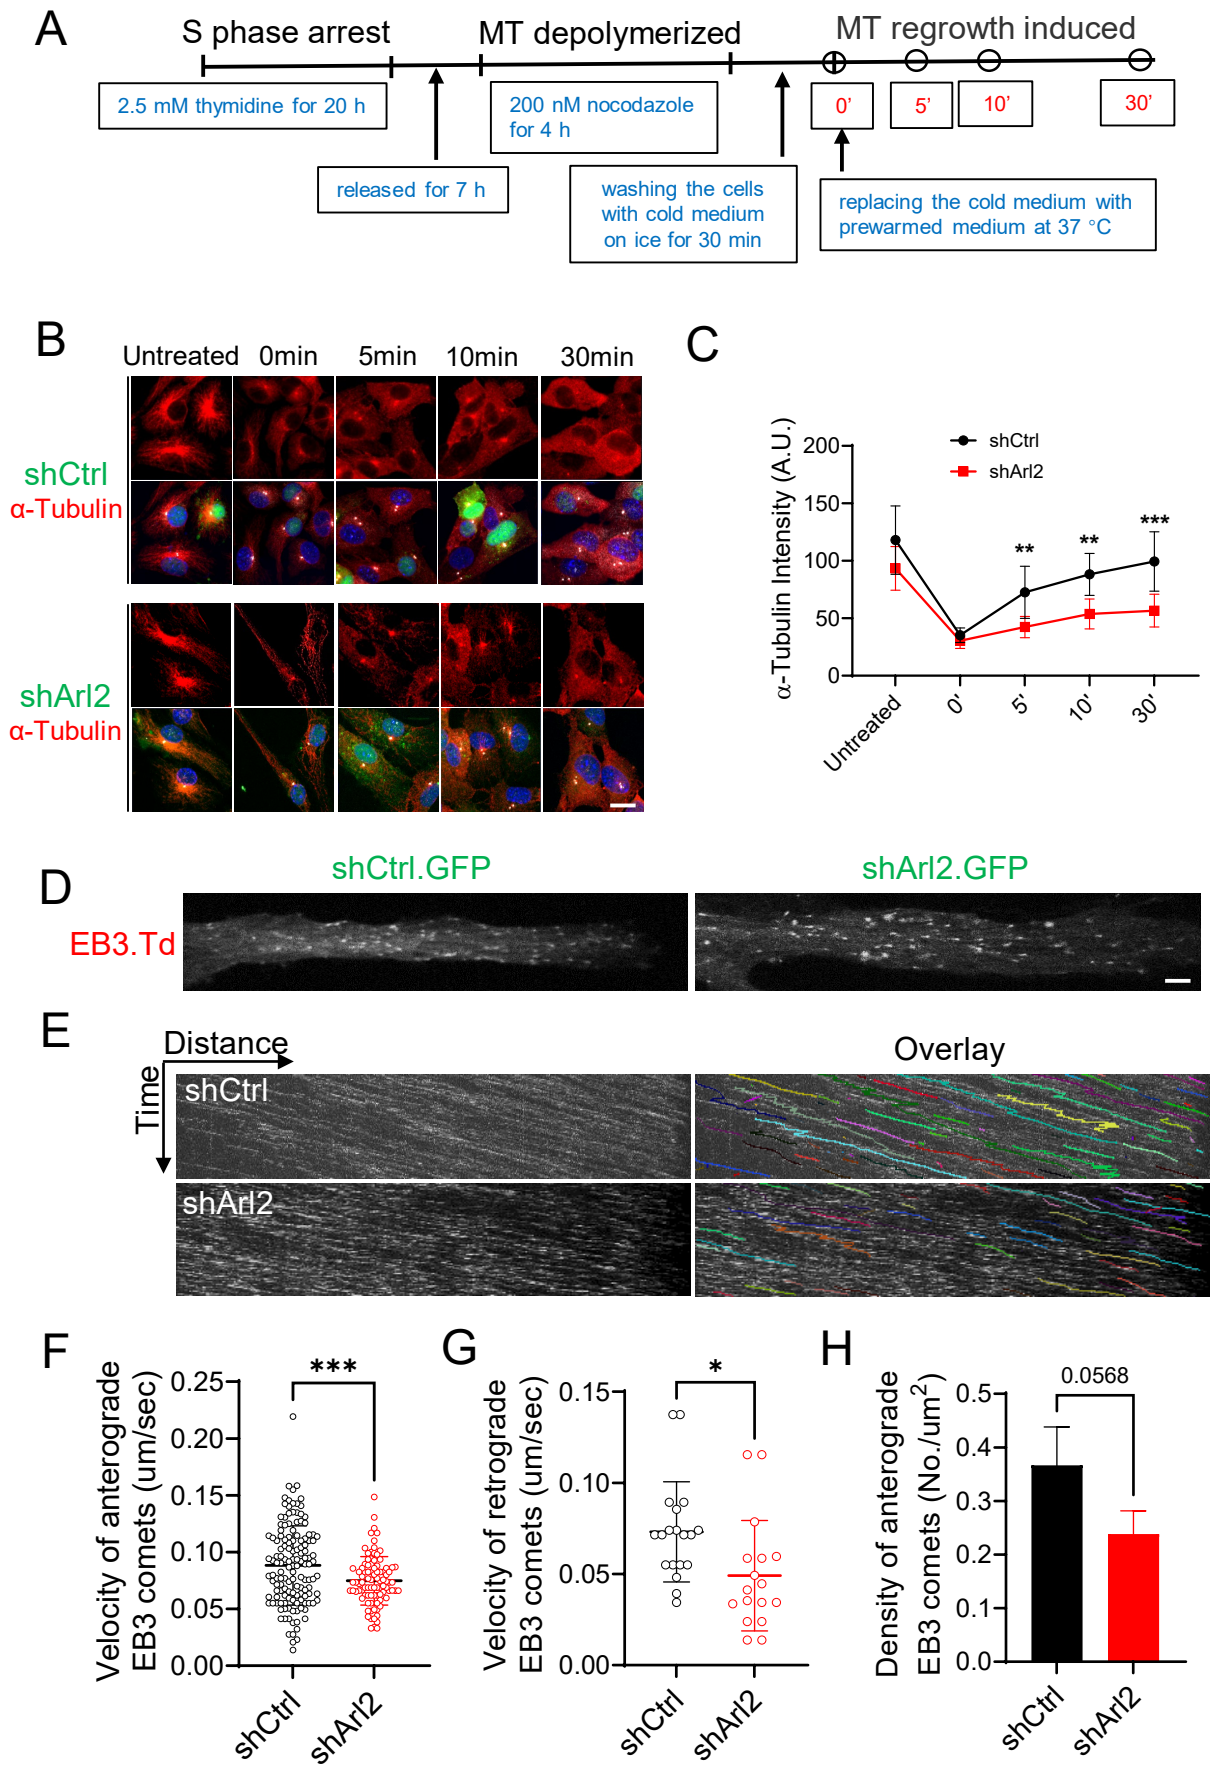 A
S phase arrest
MT depolymerized
MT regrowth induced
2.5 mM thymidine for 20 h
200 nM nocodazole
for 4 h
0’
5’
10’
30’
released for 7 h
washing the cells
with cold medium
on ice for 30 min
replacing the cold medium with
prewarmed medium at 37 °C
B
Untreated
0min
5min
10min
30min
shCtrl
α-Tubulin
shArl2
α-Tubulin
C
α-Tubulin Intensity (A.U.)
200
150
100
50
0
shCtrl
shArl2
**
**
***
Untreated
0'
5'
10'
30'
D
shCtrl.GFP
shArl2.GFP
EB3.Td
E
Distance
Time
Overlay
shCtrl
shArl2
F
Velocity of anterograde
EB3 comets (um/sec)
0.25
0.20
0.15
0.10
0.05
0.00
***
shCtrl
shArl2
G
Velocity of retrograde
EB3 comets (um/sec)
0.15
0.10
0.05
0.00
*
shCtrl
shArl2
H
Density of anterograde
EB3 comets (No./um²)
0.5
0.4
0.3
0.2
0.1
0.0
0.0568
shCtrl
shArl2